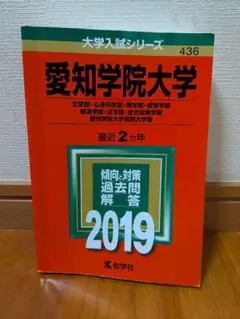 大学入試シリーズ
436
愛知学院大学
文学部・心身科学部・商学部・経営学部
経済学部・法学部・総合政策学部
愛知学院大学短期大学部
最近2カ年
傾向と対策
過去問
解答
2019
教学社